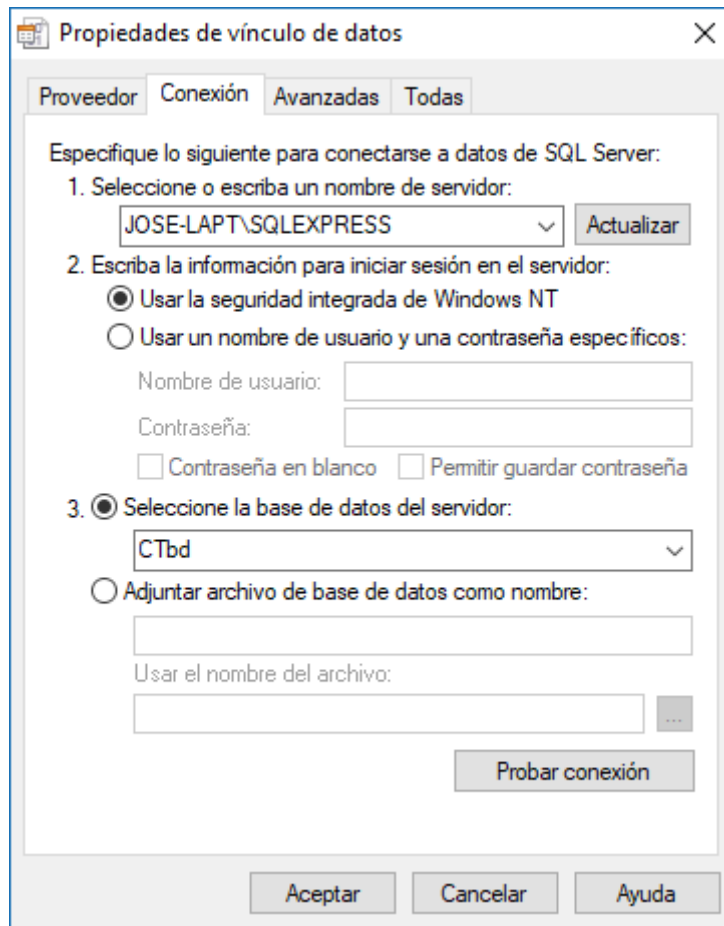 Propiedades de vínculo de datos
Proveedor Conexión Avanzadas Todas
Especifique lo siguiente para conectarse a datos de SQL Server:
1. Seleccione o escriba un nombre de servidor:
JOSE-LAPT\SQLEXPRESS Actualizar
2. Escriba la información para iniciar sesión en el servidor:
Usar la seguridad integrada de Windows NT
Usar un nombre de usuario y una contraseña específicos:
Nombre de usuario:
Contraseña:
Contraseña en blanco Permitir guardar contraseña
3. Seleccione la base de datos del servidor:
CTbd
Adjuntar archivo de base de datos como nombre:
Usar el nombre del archivo:
...
Probar conexión
Aceptar Cancelar Ayuda